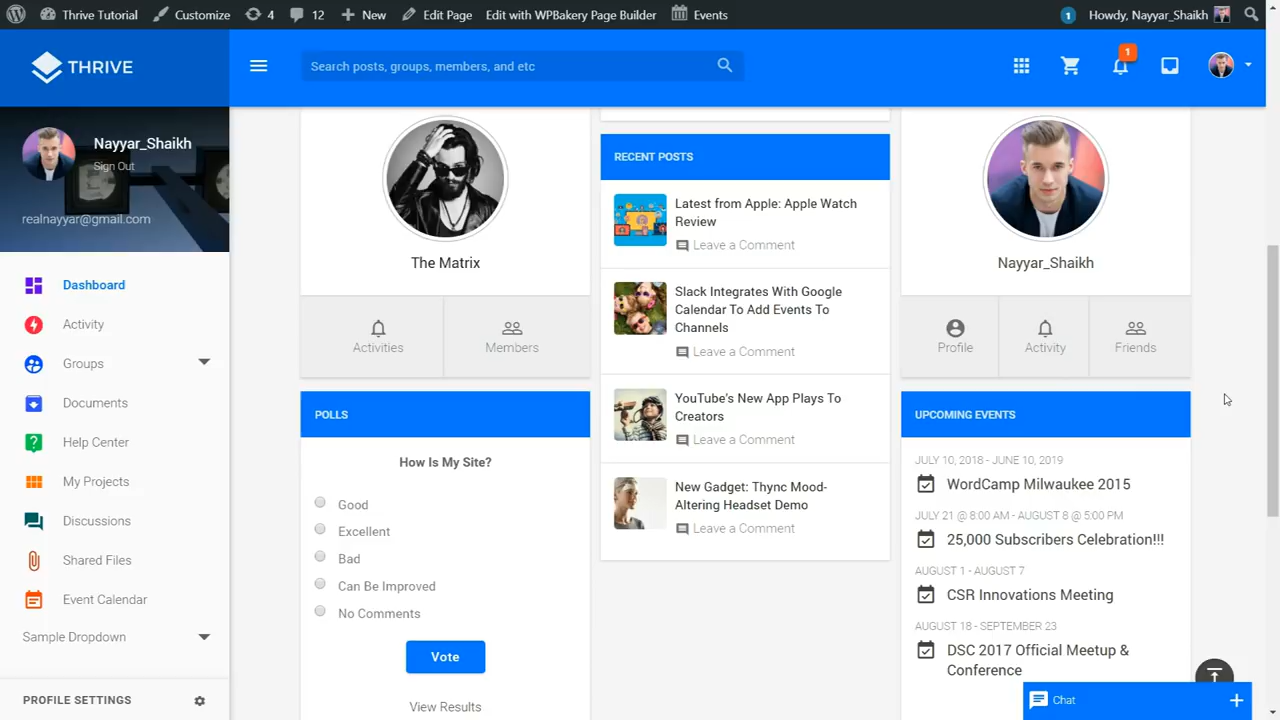 Thrive Tutorial
Customize
4
12
New
Edit Page
Edit with WPBakery Page Builder
Events
1
Howdy, Nayyar_Shaikh
THRIVE
Search posts, groups, members, and etc
1
Nayyar_Shaikh
Sign Out
realnayyar@gmail.com
Dashboard
Activity
Groups
Documents
Help Center
My Projects
Discussions
Shared Files
Event Calendar
Sample Dropdown
PROFILE SETTINGS
The Matrix
Activities
Members
POLLS
How Is My Site?
Good
Excellent
Bad
Can Be Improved
No Comments
Vote
View Results
RECENT POSTS
Latest from Apple: Apple Watch
Review
Leave a Comment
Slack Integrates With Google
Calendar To Add Events To
Channels
Leave a Comment
YouTube's New App Plays To
Creators
Leave a Comment
New Gadget: Thync Mood-
Altering Headset Demo
Leave a Comment
Nayyar_Shaikh
Profile
Activity
Friends
UPCOMING EVENTS
JULY 10, 2018 - JUNE 10, 2019
WordCamp Milwaukee 2015
JULY 21 @ 8:00 AM - AUGUST 8 @ 5:00 PM
25,000 Subscribers Celebration!!!
AUGUST 1 - AUGUST 7
CSR Innovations Meeting
AUGUST 18 - SEPTEMBER 23
DSC 2017 Official Meetup &
Conference
Chat